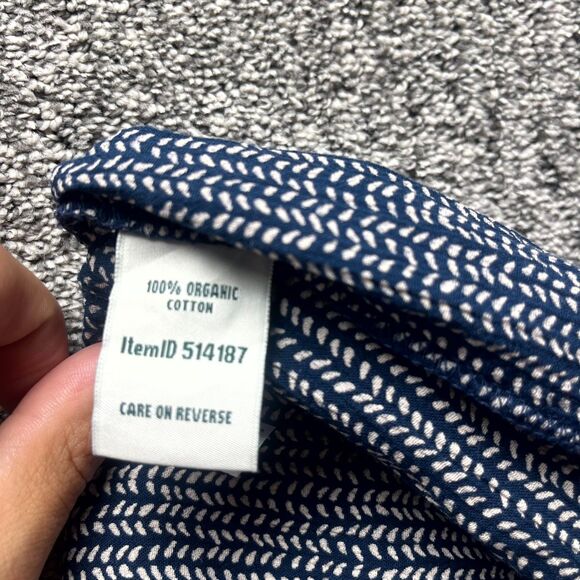 100% ORGANIC
COTTON
ItemID 514187
CARE ON REVERSE